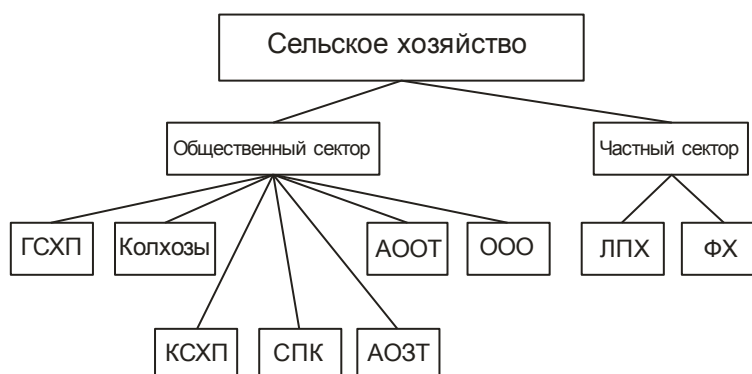 Сельское хозяйство
Общественный сектор
Частный сектор
ГСХП
Колхозы
АООТ
ООО
ЛПХ
ФХ
КСХП
СПК
АОЗТ